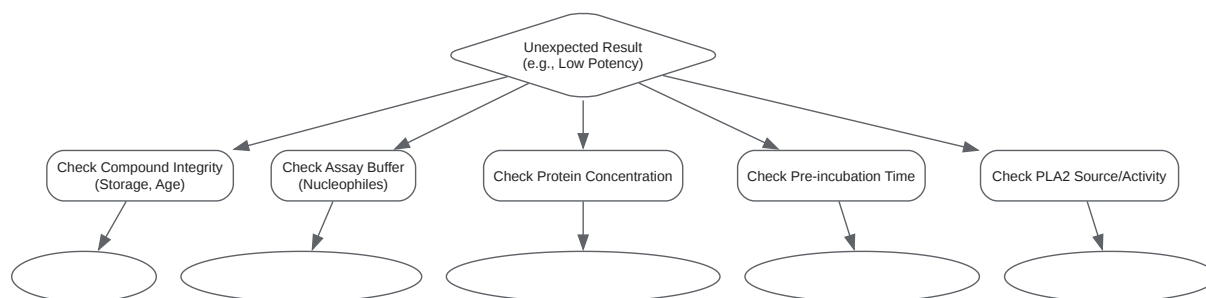 Unexpected Result
(e.g., Low Potency)
Check Compound Integrity
(Storage, Age)
Check Assay Buffer
(Nucleophiles)
Check Protein Concentration
Check Pre-incubation Time
Check PLA2 Source/Activity